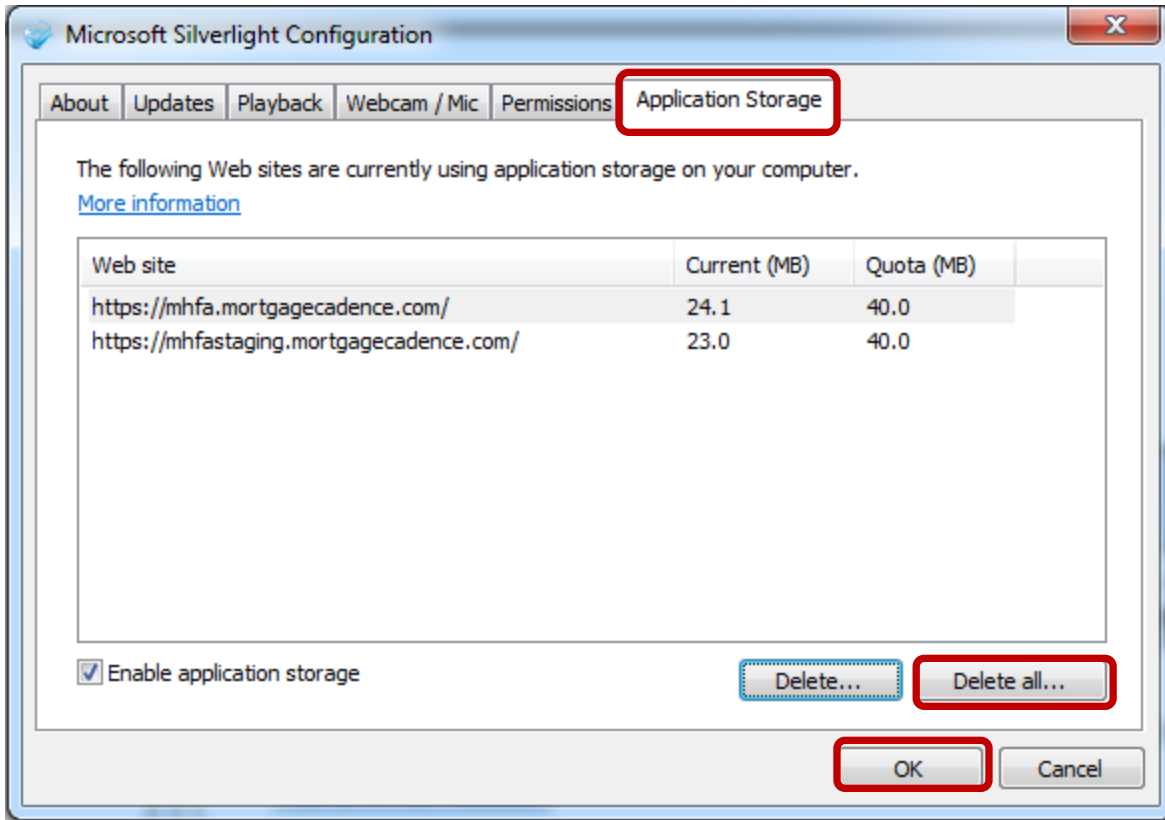 Microsoft Silverlight Configuration
X
About Updates Playback Webcam / Mic Permissions Application Storage
The following Web sites are currently using application storage on your computer.
More information
Web site Current (MB) Quota (MB)
https://mhfa.mortgagecadence.com/ 24.1 40.0
https://mhfastaging.mortgagecadence.com/ 23.0 40.0
Enable application storage Delete... Delete all...
OK Cancel